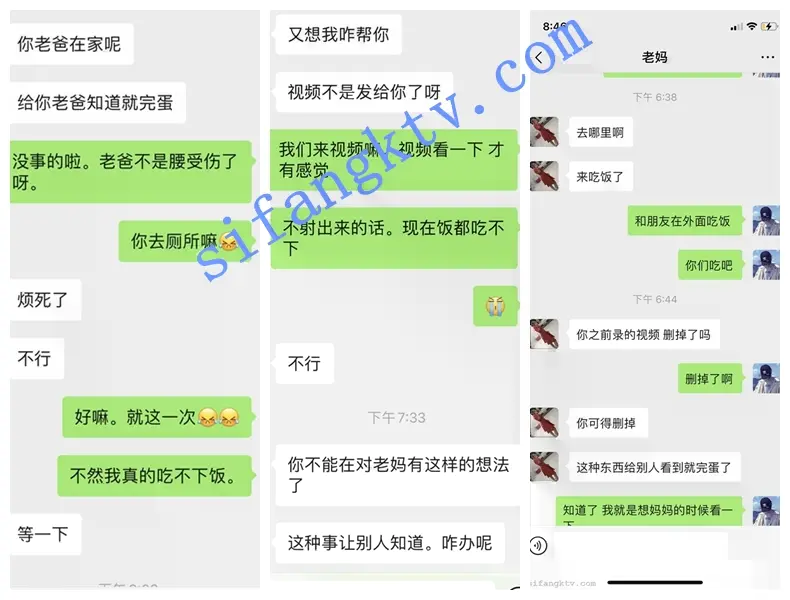 你老爸在家呢
给你老爸知道就完蛋
没事的啦。老爸不是腰受伤了
呀。
你去厕所嘛😖
烦死了
不行
好嘛。就这一次😖😖
不然我真的吃不下饭。
等一下
又想我咋帮你
视频不是发给你了呀
我们来视频嘛。视频看一下 才
有感觉
不射出来的话。现在饭都吃不
下
😭
不行
下午7:33
你不能在对老妈有这样的想法
了
这种事让别人知道。咋办呢
8:46
老妈
下午 6:38
去哪里啊
来吃饭了
和朋友在外面吃饭
你们吃吧
下午 6:44
你之前录的视频 删掉了吗
删掉了啊
你可得删掉
这种东西给别人看到就完蛋了
知道了 我就是想妈妈的时候看一
下
sifangktv.com
sifangktv.com